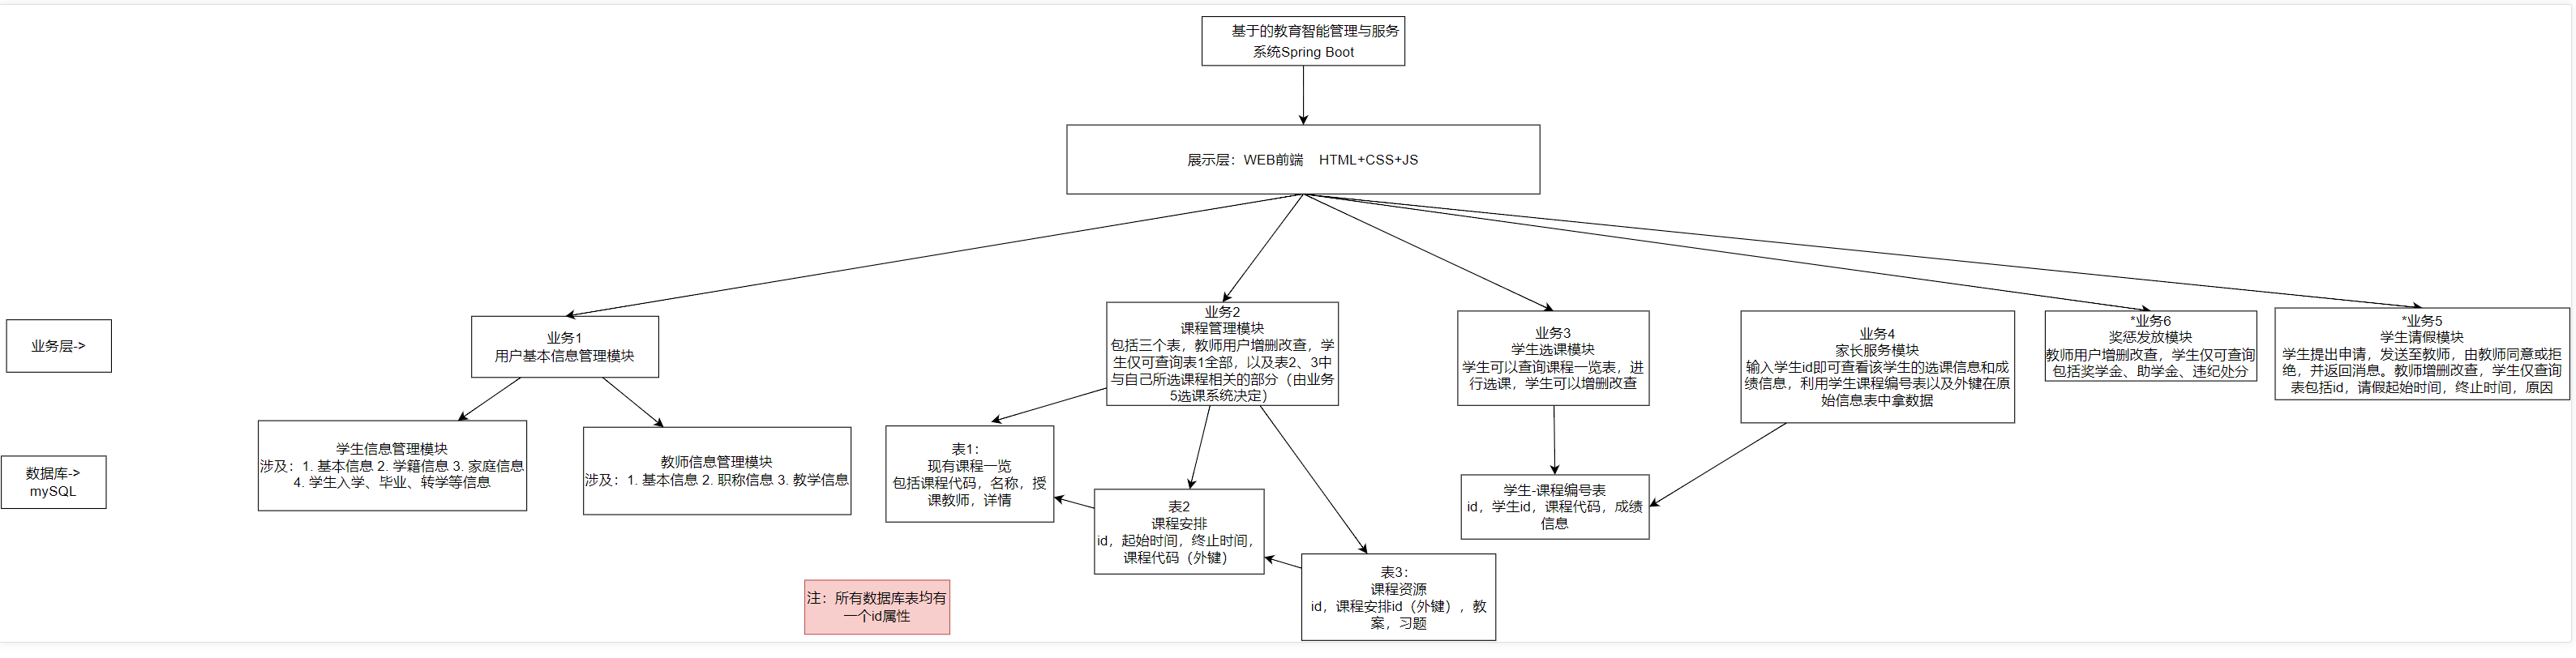 基于的教育智能管理与服务
系统Spring Boot
展示层：WEB前端 HTML+CSS+JS
业务层->
业务1
用户基本信息管理模块
业务2
课程管理模块
包括三个表，教师用户增删改查，学
生仅可查询表1全部，以及表2、3中
与自己所选课程相关的部分（由业务
5选课系统决定）
业务3
学生选课模块
学生可以查询课程一览表，进
行选课，学生可以增删改查
业务4
家长服务模块
输入学生id即可查看该学生的选课信息和成
绩信息，利用学生课程编号表以及外键在原
始信息表中拿数据
*业务6
奖惩发放模块
教师用户增删改查，学生仅可查询
包括奖学金、助学金、违纪处分
*业务5
学生请假模块
学生提出申请，发送至教师，由教师同意或拒
绝，并返回消息。教师增删改查，学生仅查询
表包括id，请假起始时间，终止时间，原因
数据库->
mySQL
学生信息管理模块
涉及：1. 基本信息 2. 学籍信息 3. 家庭信息
4. 学生入学、毕业、转学等信息
教师信息管理模块
涉及：1. 基本信息 2. 职称信息 3. 教学信息
表1：
现有课程一览
包括课程代码，名称，授
课教师，详情
表2
课程安排
id，起始时间，终止时间，
课程代码（外键）
表3：
课程资源
id，课程安排id（外键），教
案，习题
学生-课程编号表
id，学生id，课程代码，成绩
信息
注：所有数据库表均有
一个id属性